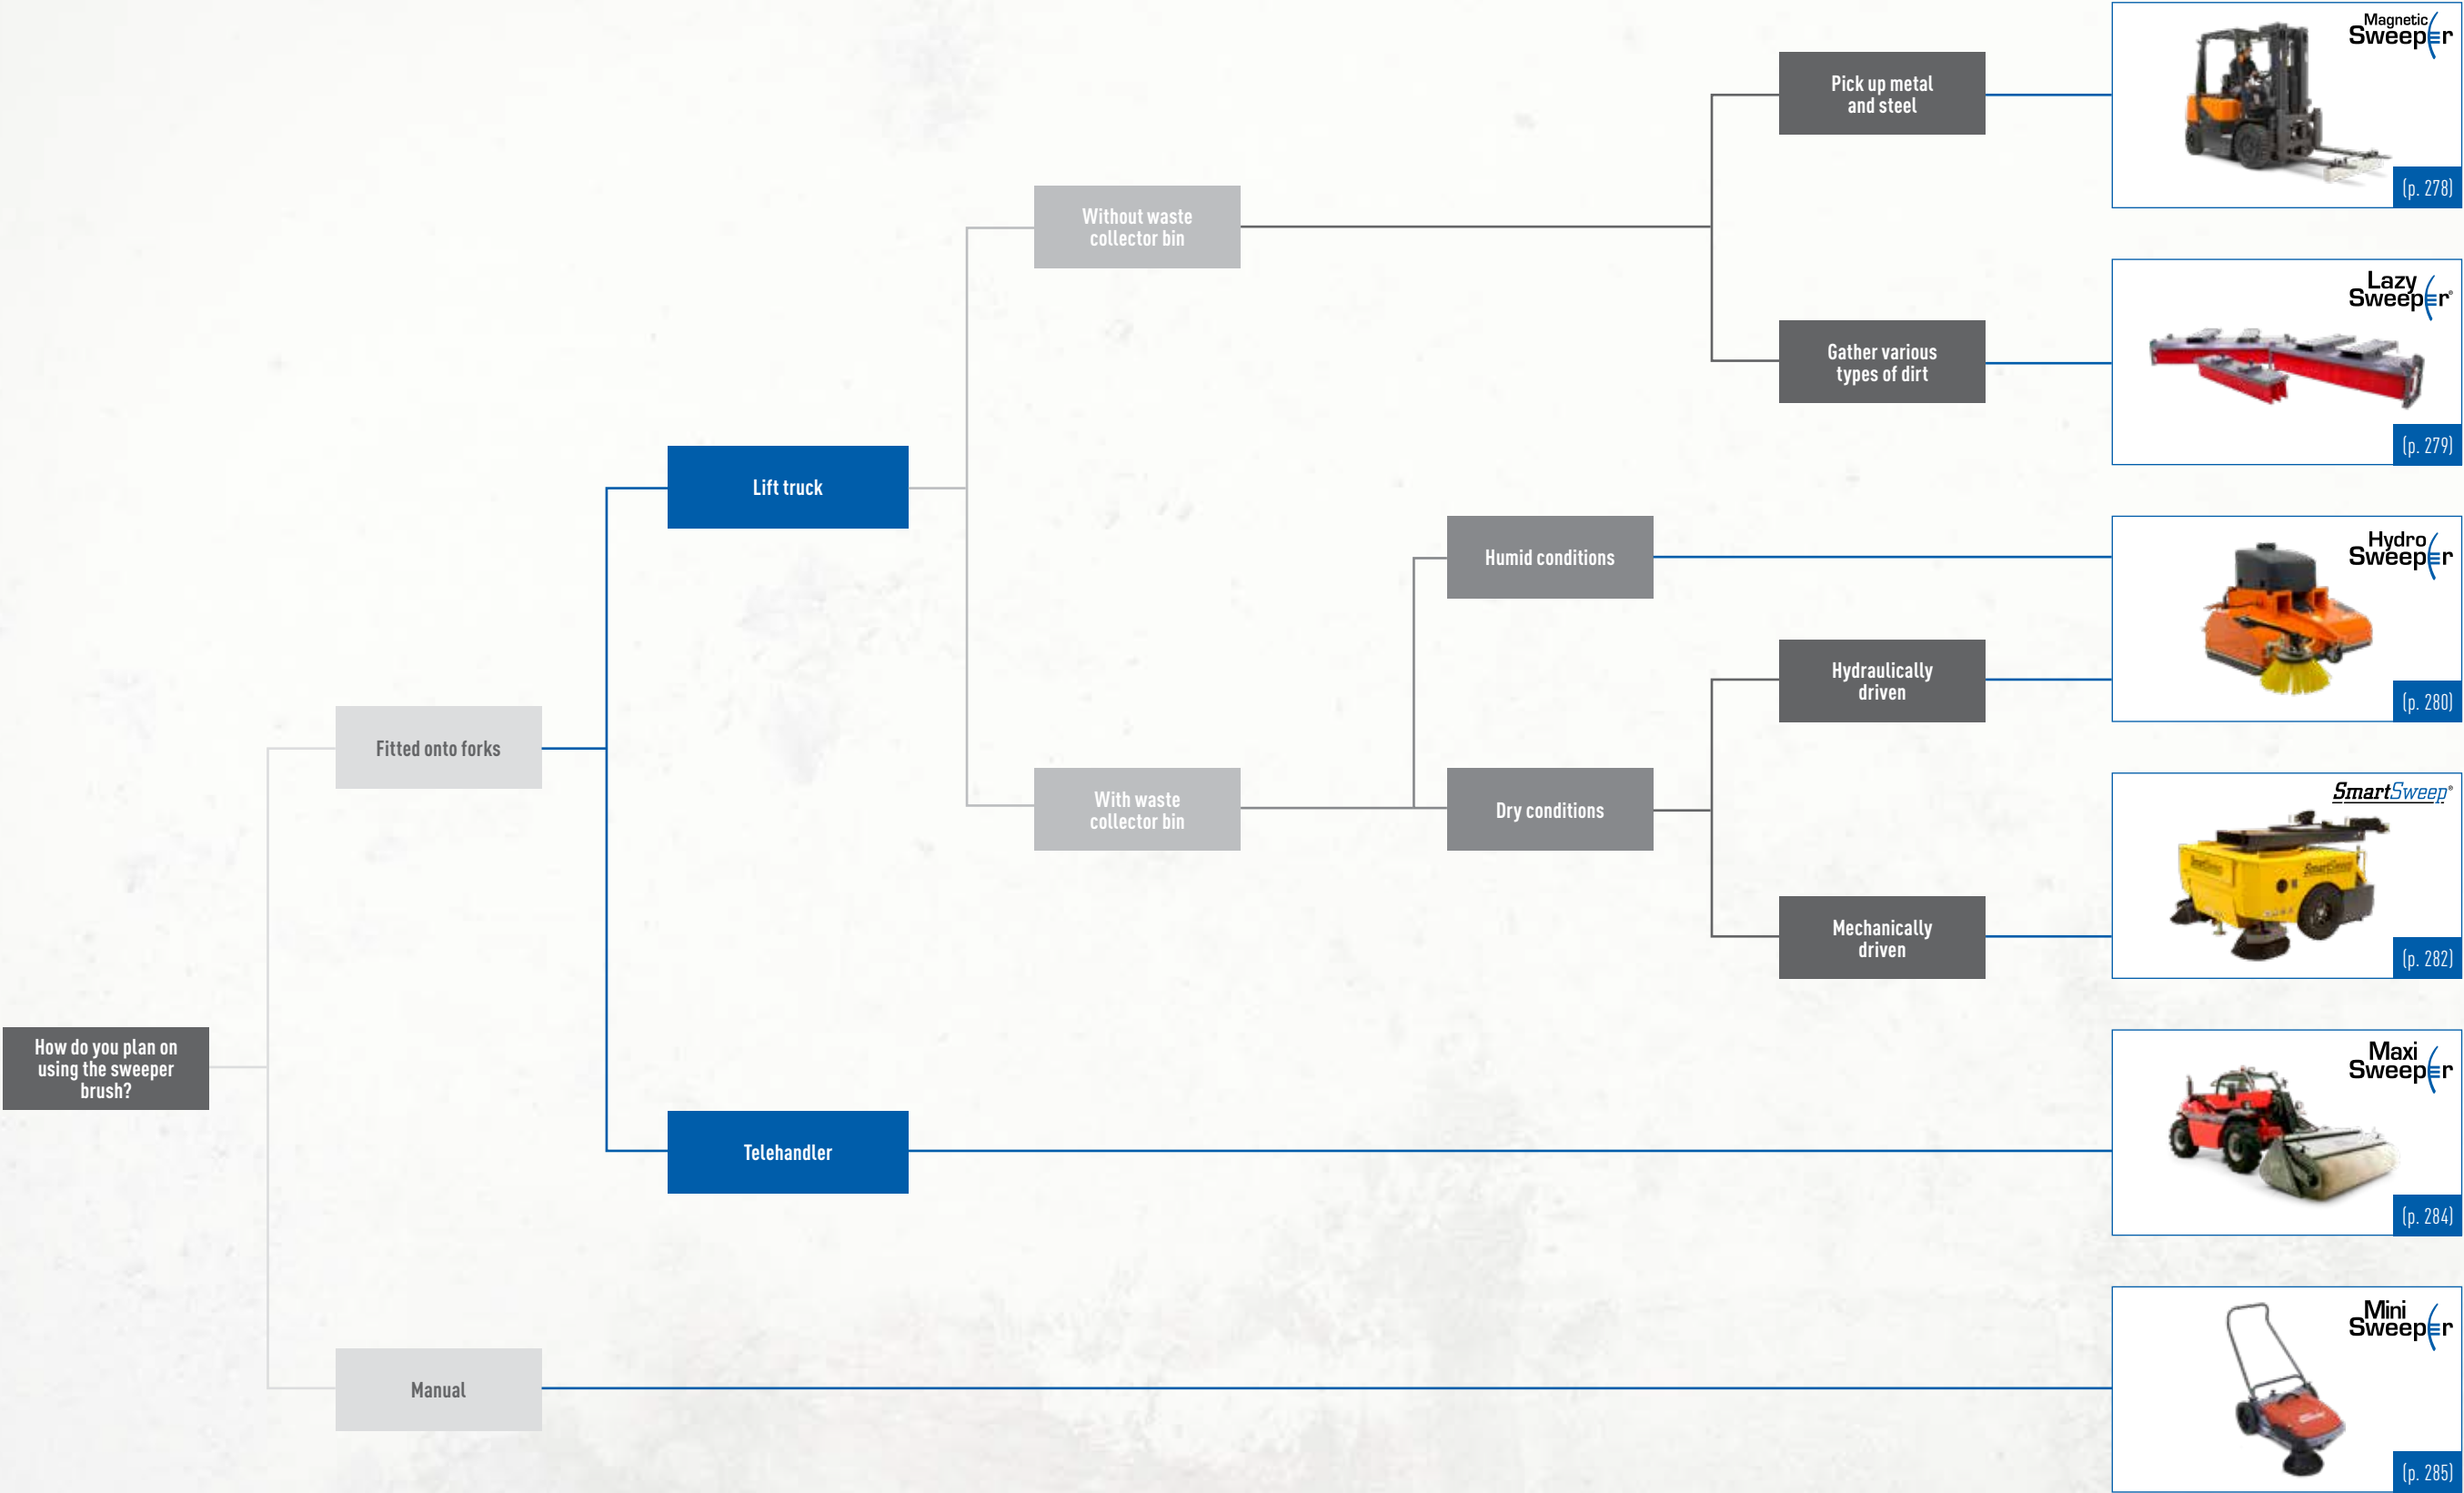 How do you plan on
using the sweeper
brush?
Fitted onto forks
Manual
Lift truck
Telehandler
Without waste
collector bin
With waste
collector bin
Humid conditions
Dry conditions
Pick up metal
and steel
Gather various
types of dirt
Hydraulically
driven
Mechanically
driven
Magnetic
Sweeper
(p. 278)
Lazy
Sweeper®
(p. 279)
Hydro
Sweeper
(p. 280)
SmartSweep®
SmartSweep
SmartSweep
(p. 282)
Maxi
Sweeper
(p. 284)
Mini
Sweeper
(p. 285)